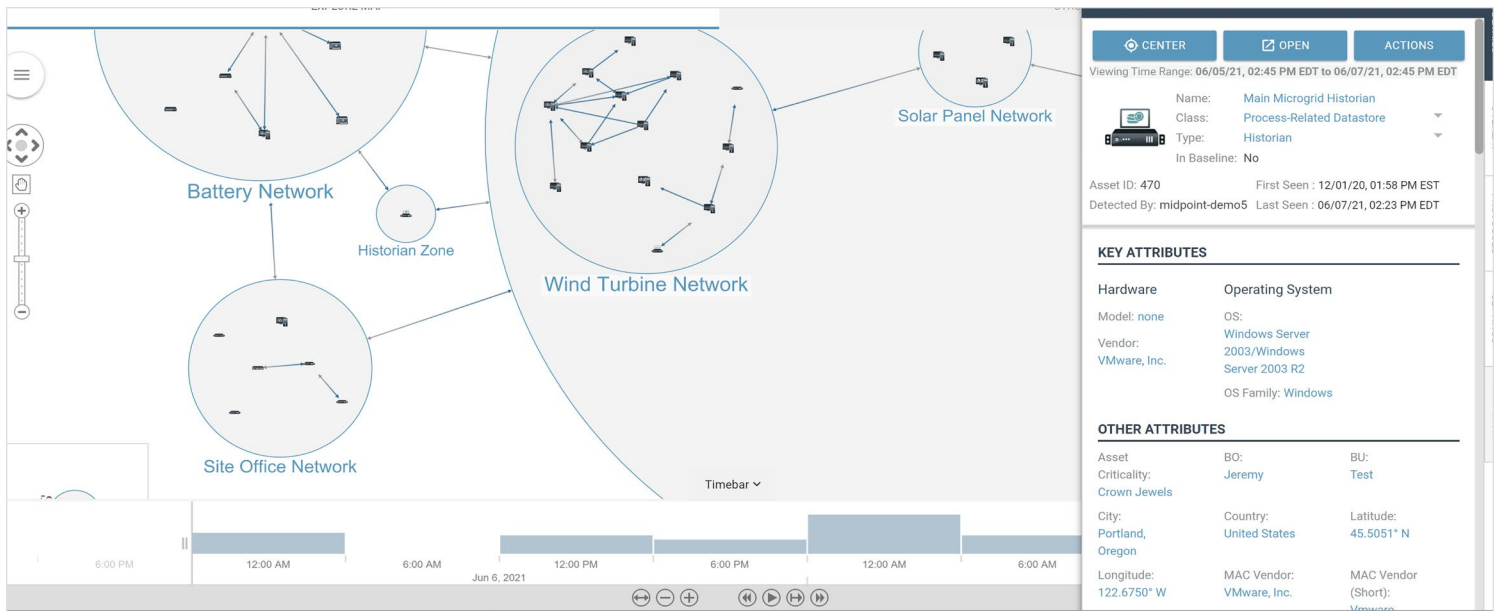 EXPLORE MAP
Battery Network
Historian Zone
Site Office Network
Wind Turbine Network
Solar Panel Network
Timebar
6:00 PM
12:00 AM
6:00 AM
12:00 PM
6:00 PM
12:00 AM
6:00 AM
Jun 6, 2021
CENTER
OPEN
ACTIONS
Viewing Time Range: 06/05/21, 02:45 PM EDT to 06/07/21, 02:45 PM EDT
Name: Main Microgrid Historian
Class: Process-Related Datastore
Type: Historian
In Baseline: No
Asset ID: 470 First Seen : 12/01/20, 01:58 PM EST
Detected By: midpoint-demo5 Last Seen : 06/07/21, 02:23 PM EDT
KEY ATTRIBUTES
Hardware
Model: none
Vendor:
VMware, Inc.
Operating System
OS:
Windows Server
2003/Windows
Server 2003 R2
OS Family: Windows
OTHER ATTRIBUTES
Asset
Criticality:
Crown Jewels
BO:
Jeremy
BU:
Test
City:
Portland,
Oregon
Country:
United States
Latitude:
45.5051° N
Longitude:
122.6750° W
MAC Vendor:
VMware, Inc.
MAC Vendor
(Short):
Vmware